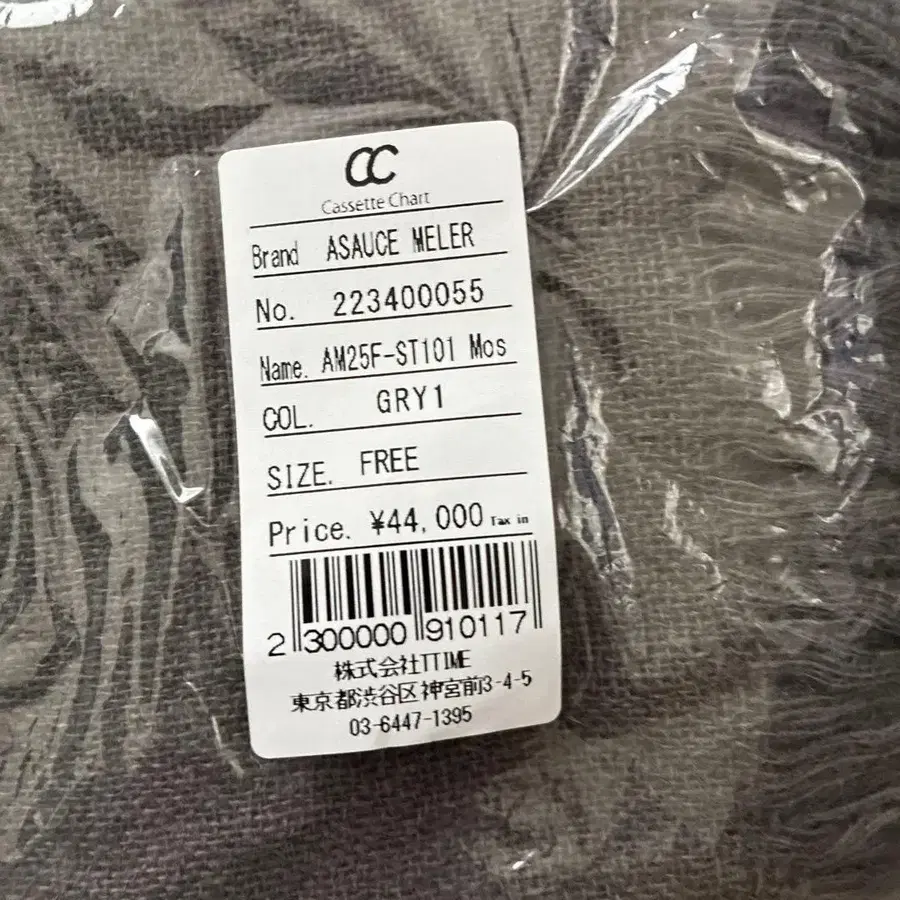 CC
Cassette Chart
Brand ASAUCE MELER
No. 223400055
Name. AM25F-ST101 Mos
COL. GRY1
SIZE. FREE
Price. ¥44,000 Tax in
2 300000 910117
株式会社TTIME
東京都渋谷区神宮前3-4-5
03-6447-1395